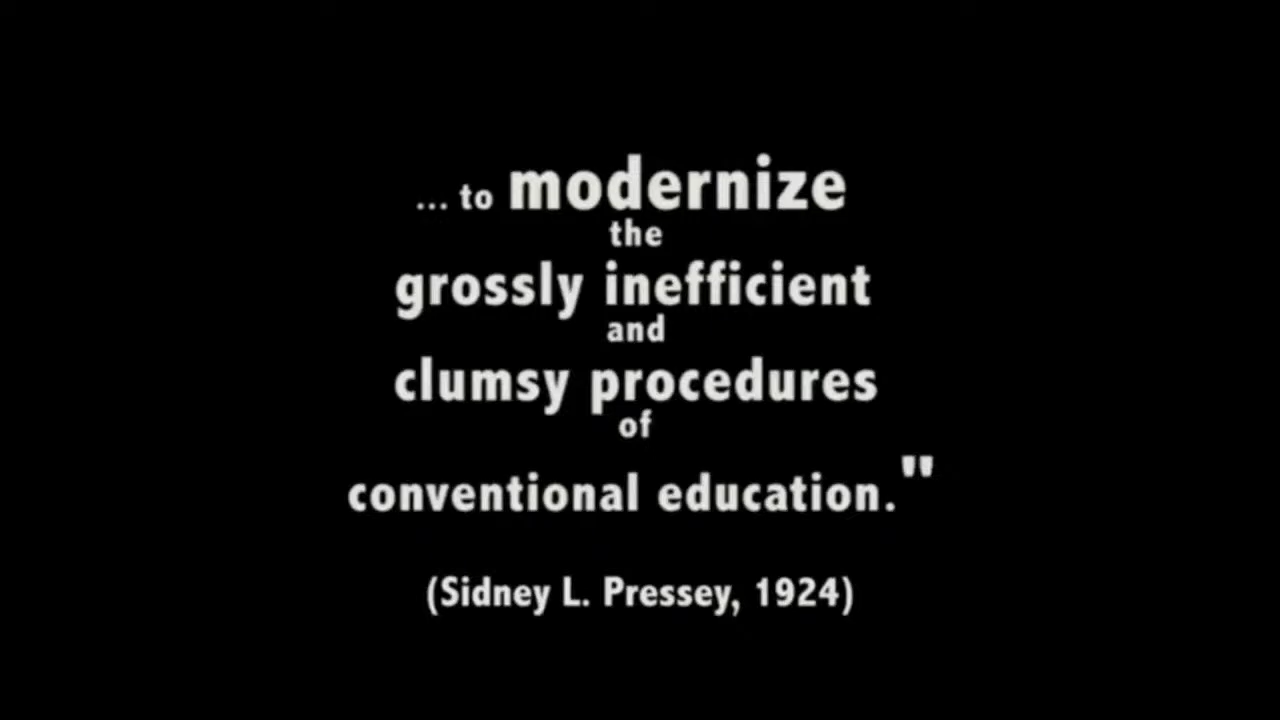 ... to modernize
the
grossly inefficient
and
clumsy procedures
of
conventional education."
(Sidney L. Pressey, 1924)